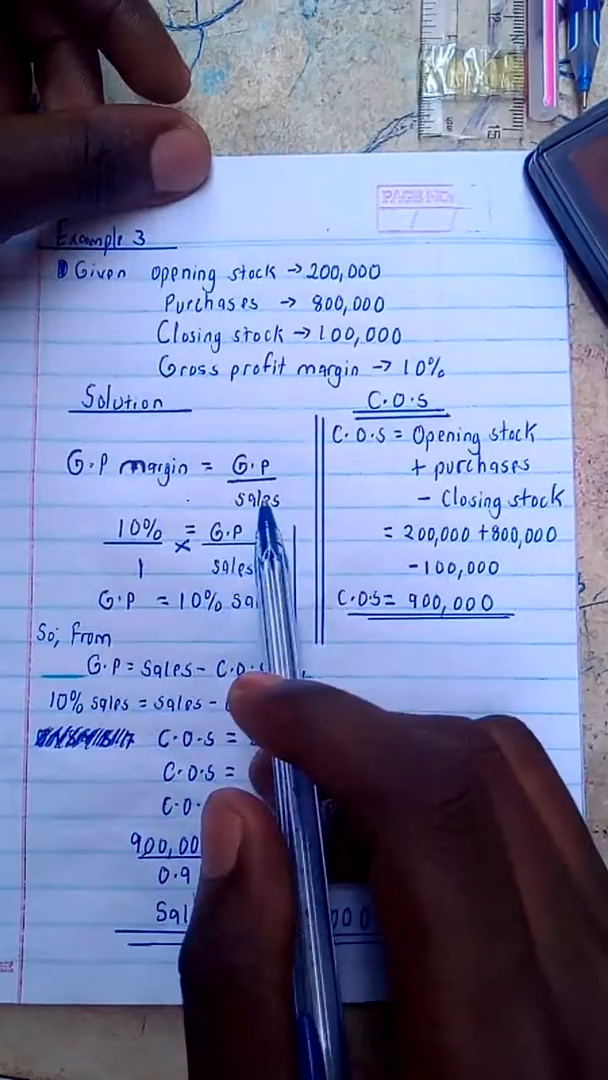 PAGE NO.
Example 3
Given opening stock → 200,000
Purchases → 800,000
Closing stock → 100,000
Gross profit margin → 10%
Solution
G.P margin = G.P
sales
10% = G.P
1 sales
G.P = 10%
So; From
G.P = sales - C.O.S
10% sales = sales -
C.O.S =
C.O.S =
C.O.
900,00
0.9
C.O.S
C.O.S = Opening stock
+ purchases
- Closing stock
= 200,000 + 800,000
- 100,000
C.O.S = 900,000
15